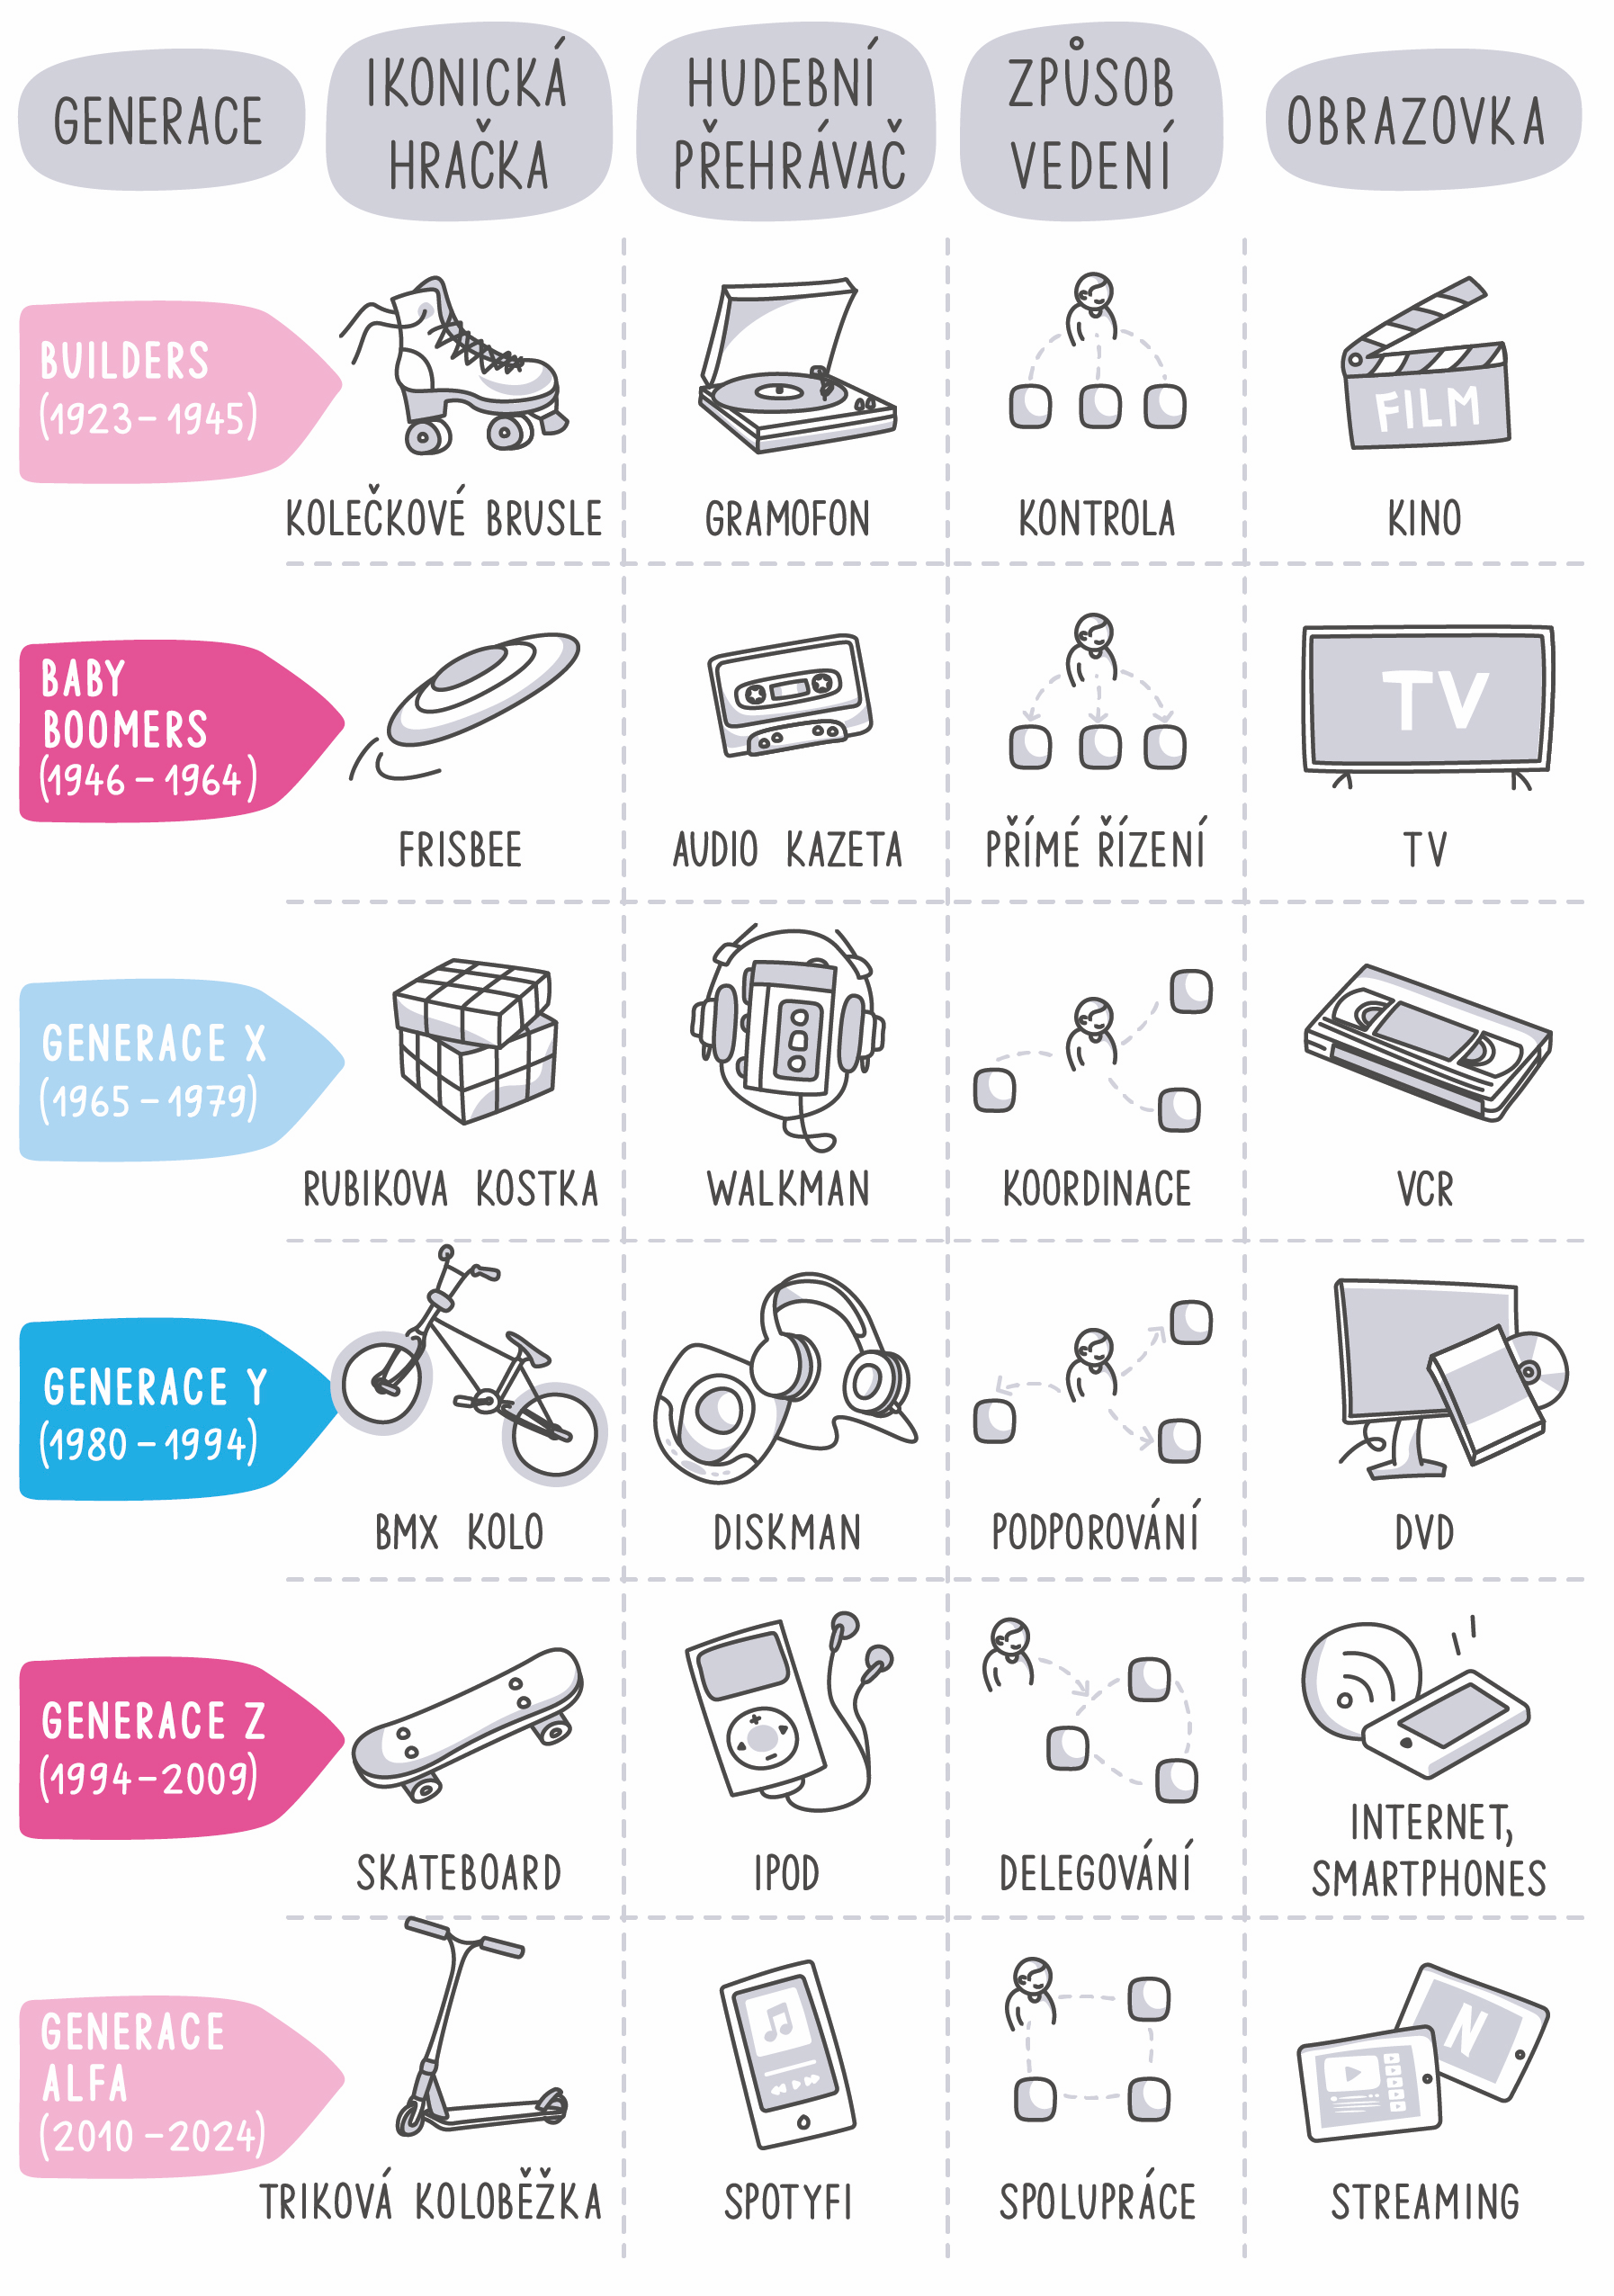 GENERACE
IKONICKÁ
HRAČKA
HUDEBNÍ
PŘEHRÁVAČ
ZPŮSOB
VEDENÍ
OBRAZOVKA
BUILDERS
(1923 – 1945)
FILM
KOLEČKOVÉ BRUSLE
GRAMOFON
KONTROLA
KINO
BABY
BOOMERS
(1946 – 1964)
TV
FRISBEE
AUDIO KAZETA
PŘÍMÉ ŘÍZENÍ
TV
GENERACE X
(1965 – 1979)
RUBIKOVA KOSTKA
WALKMAN
KOORDINACE
VCR
GENERACE Y
(1980 – 1994)
BMX KOLO
DISKMAN
PODPOROVÁNÍ
DVD
GENERACE Z
(1994 – 2009)
SKATEBOARD
IPOD
DELEGOVÁNÍ
INTERNET,
SMARTPHONES
GENERACE
ALFA
(2010 – 2024)
N
TRIKOVÁ KOLOBĚŽKA
SPOTYFI
SPOLUPRÁCE
STREAMING